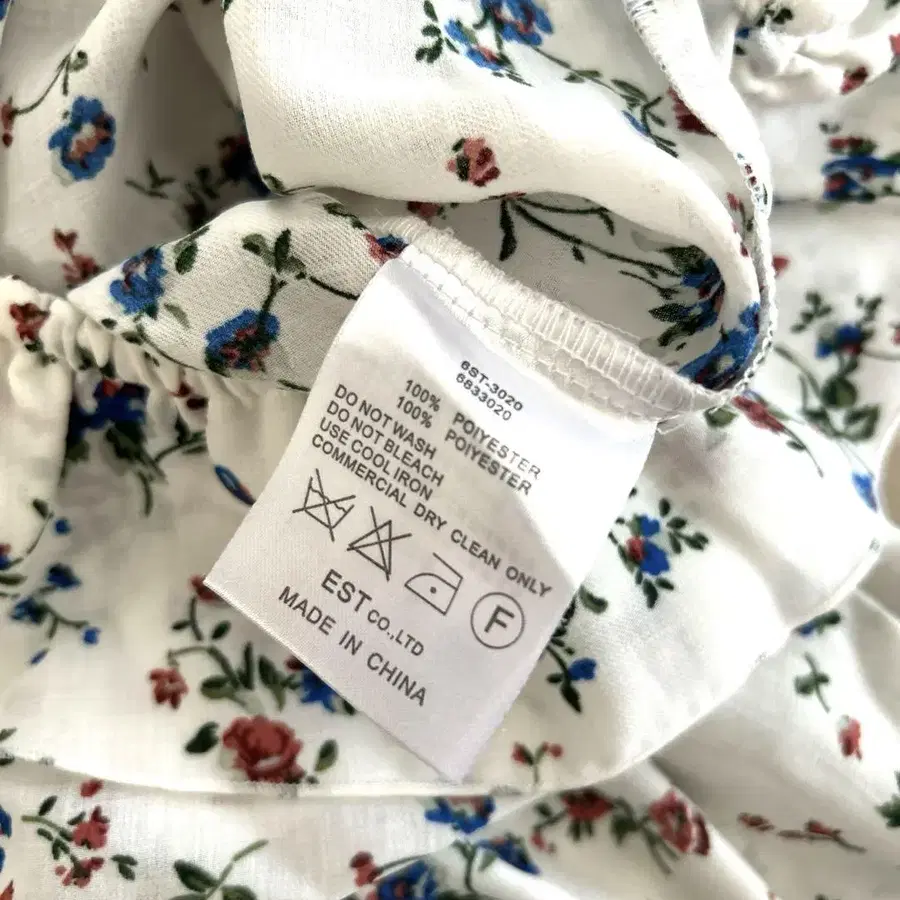 6ST-3020
6833020
100% POIYESTER
100% POIYESTER
DO NOT WASH
DO NOT BLEACH
USE COOL IRON
COMMERCIAL DRY CLEAN ONLY
F
EST CO.,LTD
MADE IN CHINA